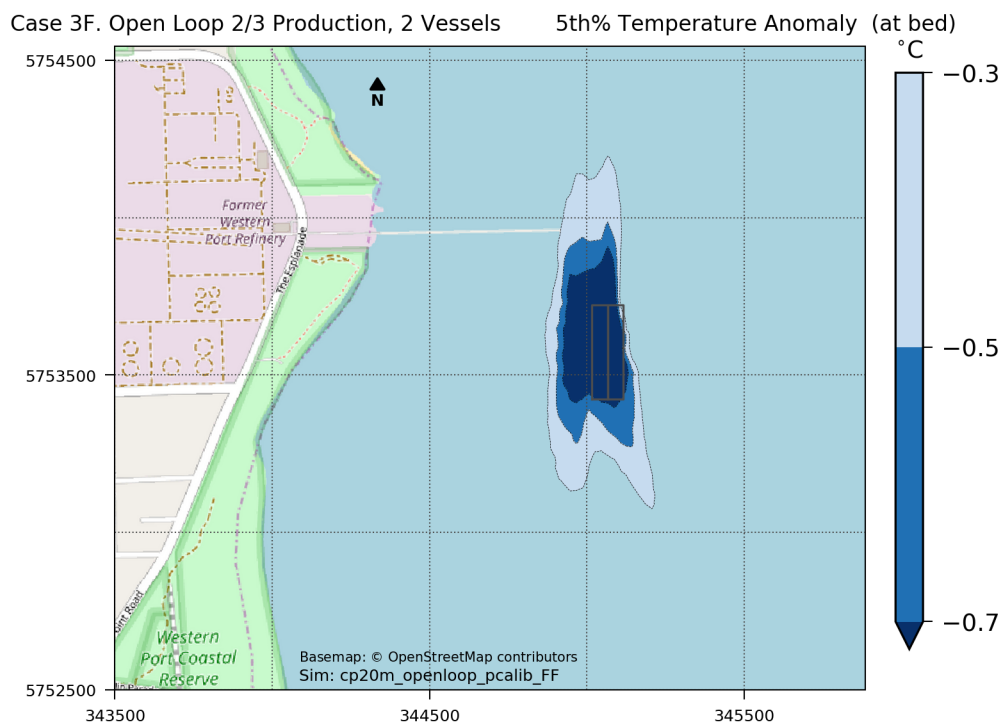 Case 3F. Open Loop 2/3 Production, 2 Vessels 5th% Temperature Anomaly (at bed)
°C
5754500
N
−0.3
Former
Western
Port Refinery
The Esplanade
−0.5
5753500
−0.7
oint Road
Western
Port Coastal
Reserve
Basemap: © OpenStreetMap contributors
Sim: cp20m_openloop_pcalib_FF
5752500
343500 344500 345500